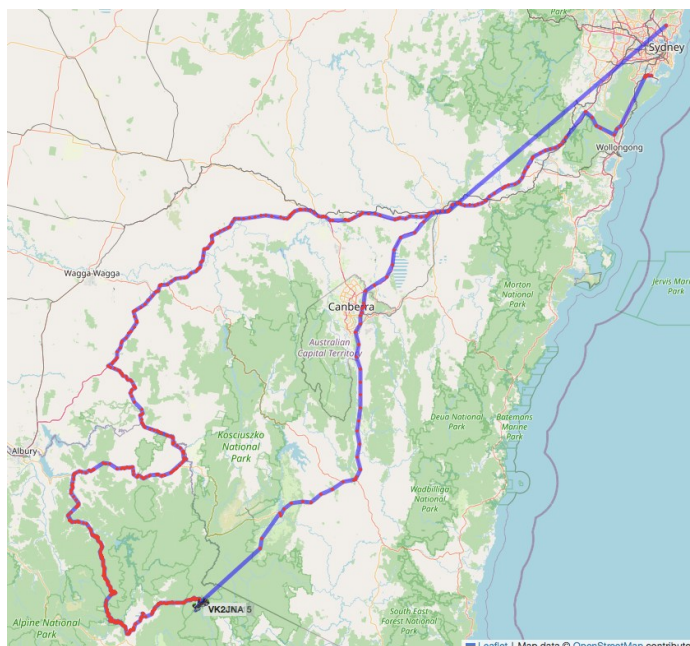 Sydney
Wollongong
Wagga Wagga
Morton
National
Park
Jervis Mari
Park
Canberra
Australian
Capital Territory
Deua National
Park
Batemans
Marine
Park
Kosciuszko
National
Park
Albury
Wadbilliga
National
Park
VK2JNA 5
Alpine National
Park
South East
Forest National
Park
Leaflet | Map data © OpenStreetMap contribute